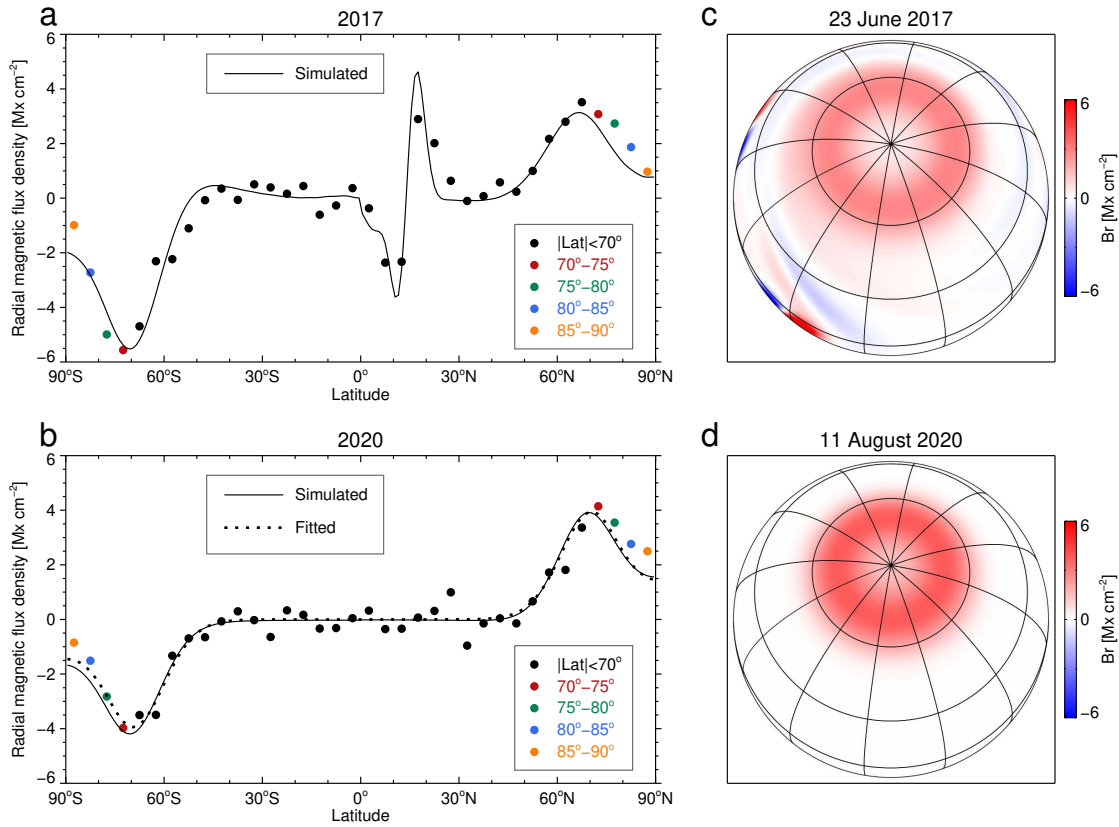 a
2017
Radial magnetic flux density [Mx cm⁻²]
6
4
2
0
−2
−4
−6
Simulated
|Lat|<70°
70°−75°
75°−80°
80°−85°
85°−90°
90°S 60°S 30°S 0° 30°N 60°N 90°N
Latitude
c
23 June 2017
6
0
−6
Br [Mx cm⁻²]
b
2020
Radial magnetic flux density [Mx cm⁻²]
6
4
2
0
−2
−4
−6
Simulated
Fitted
|Lat|<70°
70°−75°
75°−80°
80°−85°
85°−90°
90°S 60°S 30°S 0° 30°N 60°N 90°N
Latitude
d
11 August 2020
6
0
−6
Br [Mx cm⁻²]